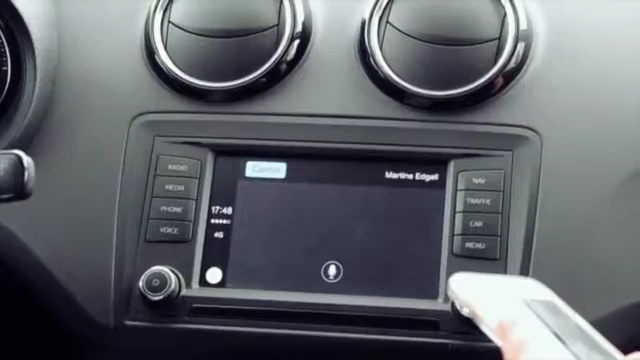 Cancel
Martine Edgell
RADIO
MEDIA
PHONE
VOICE
17:48
4G
NAV
TRAFFIC
CAR
MENU